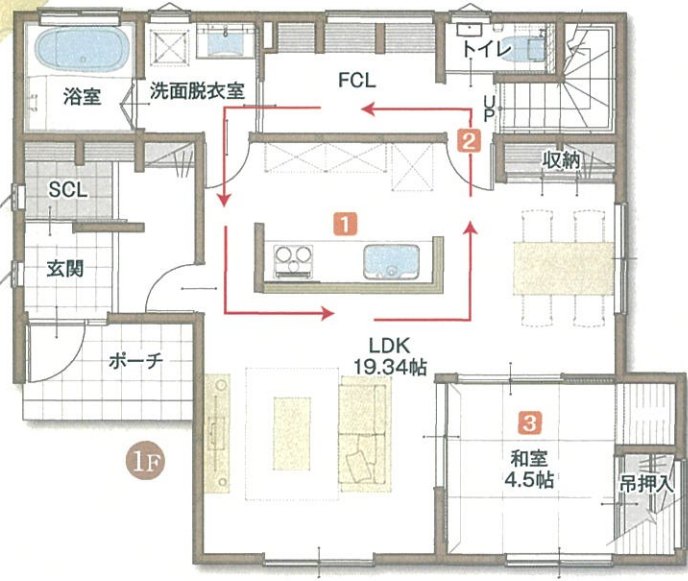 浴室
洗面脱衣室
FCL
トイレ
UP
2
収納
SCL
1
玄関
ポーチ
LDK
19.34帖
1F
3
和室
4.5帖
吊押入